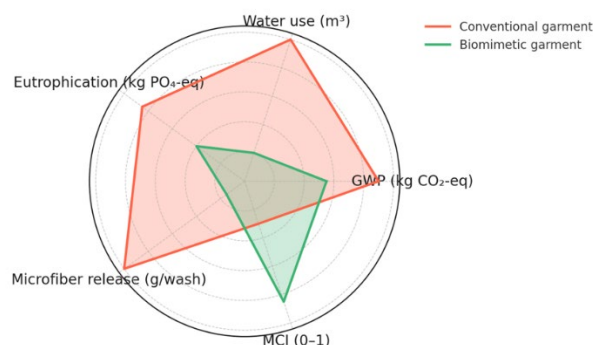 Water use (m³)
Conventional garment
Biomimetic garment
Eutrophication (kg PO₄-eq)
GWP (kg CO₂-eq)
Microfiber release (g/wash)
MCI (0–1)